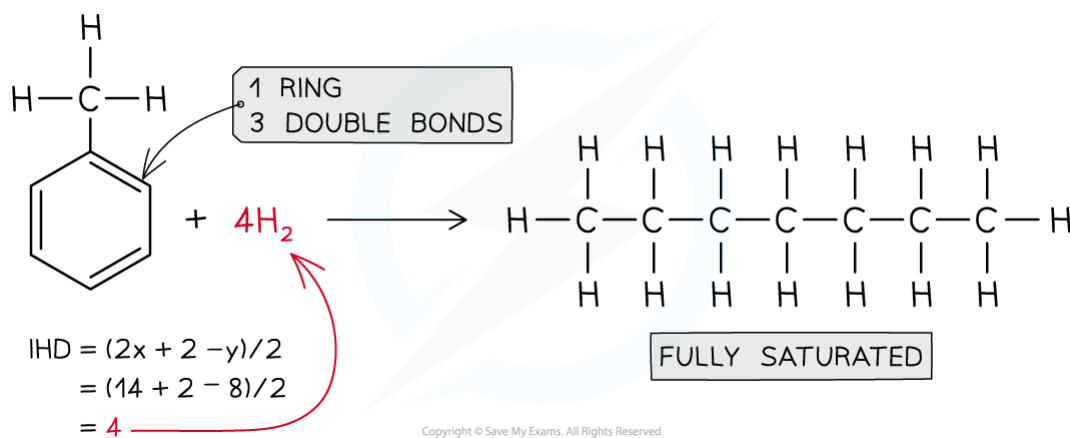 H
H—C—H
1 RING
3 DOUBLE BONDS
+ 4H₂
H H H H H H H
H—C—C—C—C—C—C—C—H
H H H H H H H
IHD = (2x + 2 – y)/2
= (14 + 2 – 8)/2
= 4
FULLY SATURATED
Copyright © Save My Exams. All Rights Reserved